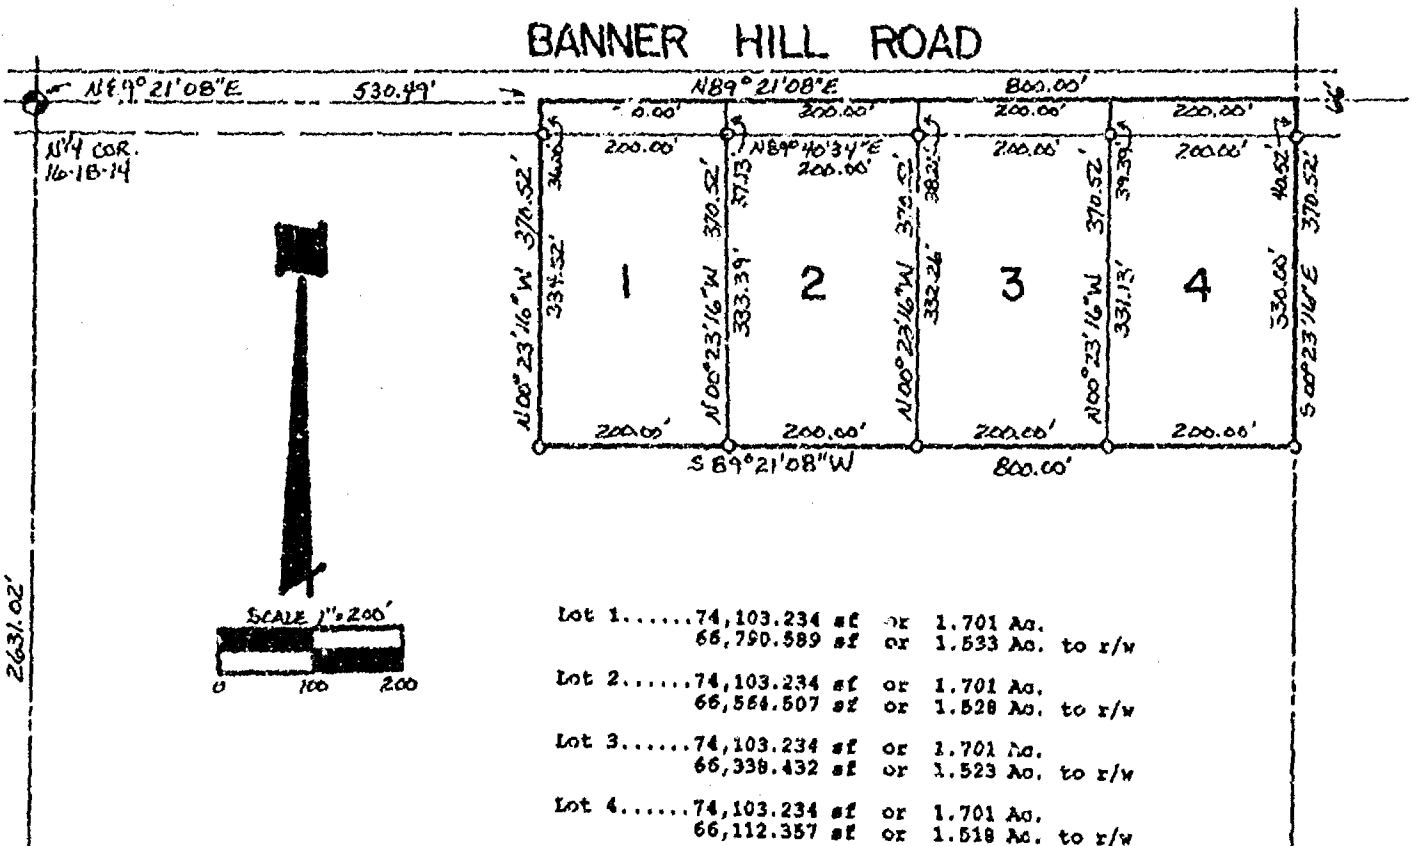 BANNER HILL ROAD
N89°21'08"E 530.49'
N89°21'08"E 800.00'
66'
200.00' 200.00' 200.00'
N1/4 COR.
16-18-14
200.00' N89°40'34"E 200.00' 200.00' 200.00'
N00°23'16"W 370.52'
36.00'
334.52'
N00°23'16"W 370.52'
37.13'
333.39'
N00°23'16"W 370.52'
38.26'
332.26'
N00°23'16"W 370.52'
39.39'
331.13'
40.52'
330.00'
S00°23'16"E 370.52'
1 2 3 4
200.00' 200.00' 200.00' 200.00'
S89°21'08"W 800.00'
2631.02'
SCALE 1"=200'
0 100 200
Lot 1......74,103.234 sf or 1.701 Ac.
66,790.589 sf or 1.533 Ac. to r/w
Lot 2......74,103.234 sf or 1.701 Ac.
66,564.507 sf or 1.528 Ac. to r/w
Lot 3......74,103.234 sf or 1.701 Ac.
66,338.432 sf or 1.523 Ac. to r/w
Lot 4......74,103.234 sf or 1.701 Ac.
66,112.357 sf or 1.518 Ac. to r/w